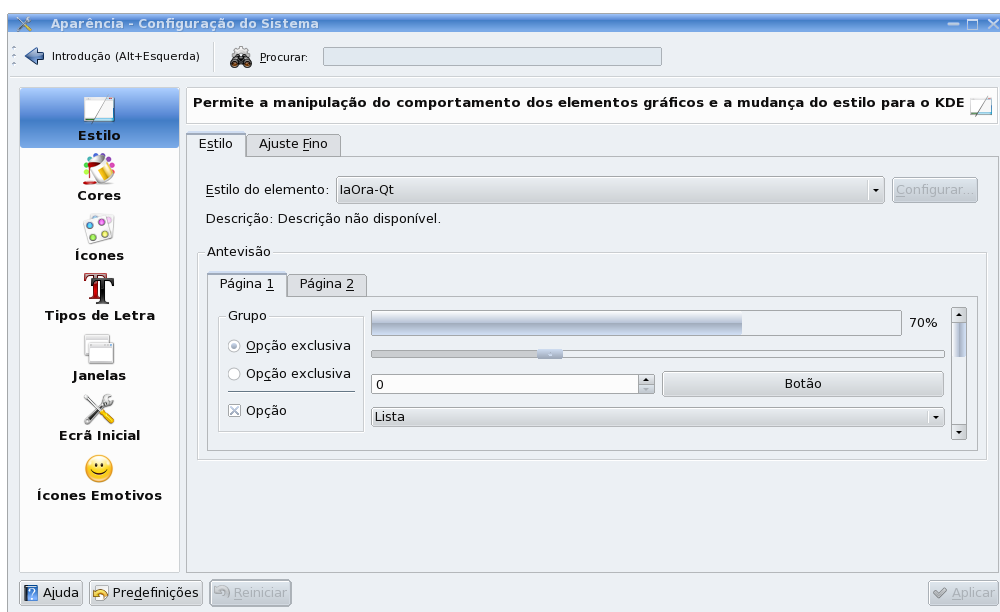 Aparência - Configuração do Sistema
Introdução (Alt+Esquerda)
Procurar:
Estilo
Cores
Ícones
Tipos de Letra
Janelas
Ecrã Inicial
Ícones Emotivos
Permite a manipulação do comportamento dos elementos gráficos e a mudança do estilo para o KDE
Estilo
Ajuste Fino
Estilo do elemento:
IaOra-Qt
Configurar...
Descrição: Descrição não disponível.
Antevisão
Página 1
Página 2
Grupo
Opção exclusiva
Opção exclusiva
Opção
70%
0
Botão
Lista
Ajuda
Predefinições
Reiniciar
Aplicar